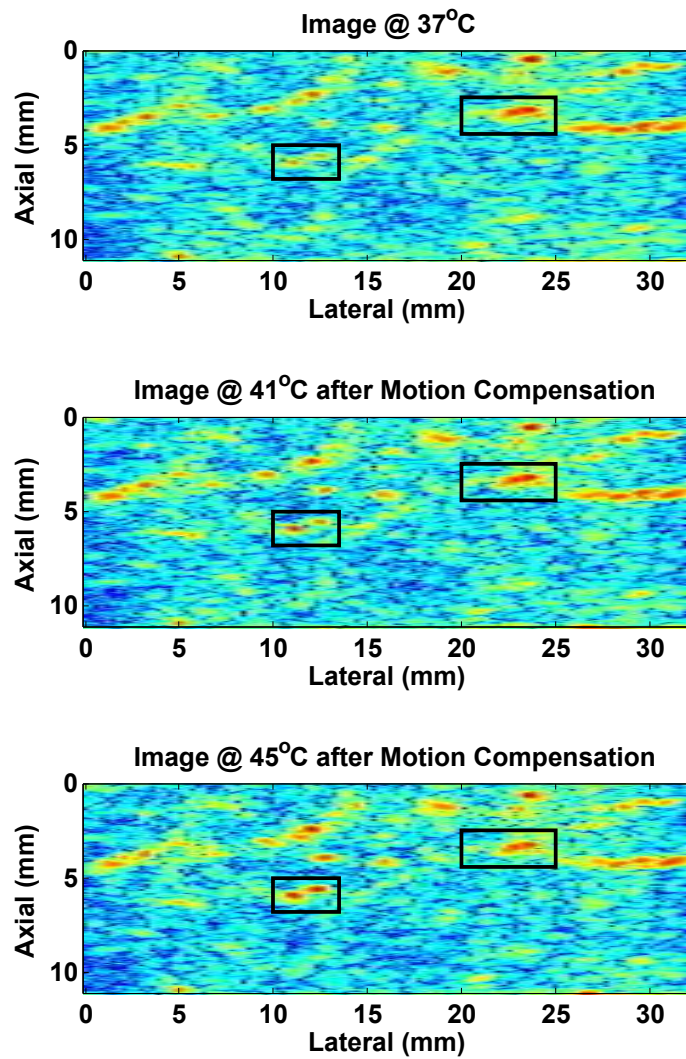 Image @ 37°C
0
5
10
Axial (mm)
0 5 10 15 20 25 30
Lateral (mm)
Image @ 41°C after Motion Compensation
0
5
10
Axial (mm)
0 5 10 15 20 25 30
Lateral (mm)
Image @ 45°C after Motion Compensation
0
5
10
Axial (mm)
0 5 10 15 20 25 30
Lateral (mm)